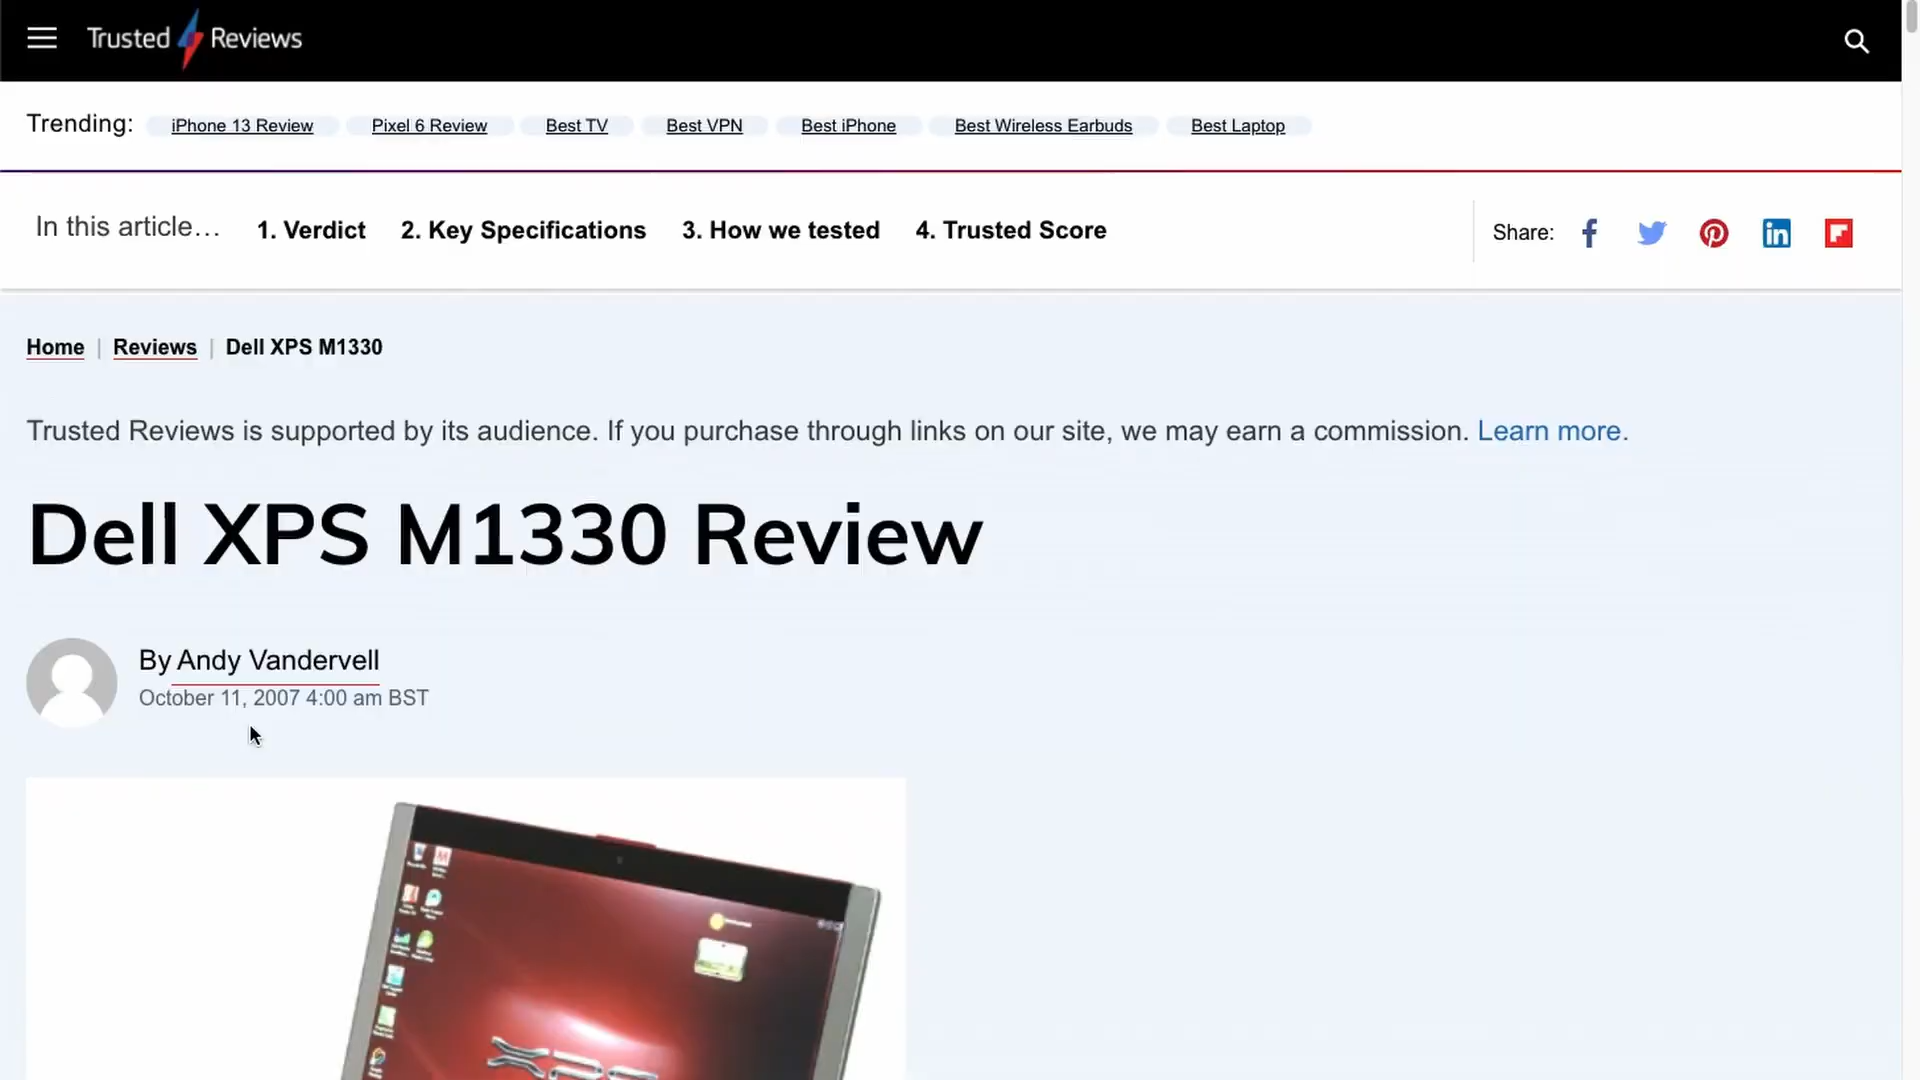 Trusted Reviews
Trending: iPhone 13 Review Pixel 6 Review Best TV Best VPN Best iPhone Best Wireless Earbuds Best Laptop
In this article… 1. Verdict 2. Key Specifications 3. How we tested 4. Trusted Score Share:
Home | Reviews | Dell XPS M1330
Trusted Reviews is supported by its audience. If you purchase through links on our site, we may earn a commission. Learn more.
Dell XPS M1330 Review
By Andy Vandervell
October 11, 2007 4:00 am BST
XPS